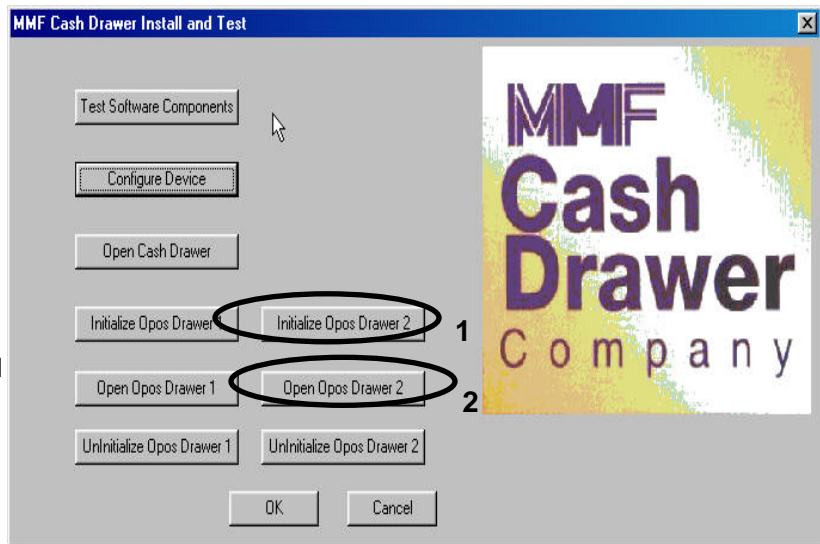 MMF Cash Drawer Install and Test
Test Software Components
Configure Device
Open Cash Drawer
Initialize Opos Drawer 1
Initialize Opos Drawer 2
1
Open Opos Drawer 1
Open Opos Drawer 2
2
UnInitialize Opos Drawer 1
UnInitialize Opos Drawer 2
OK
Cancel
MMF
Cash
Drawer
Company